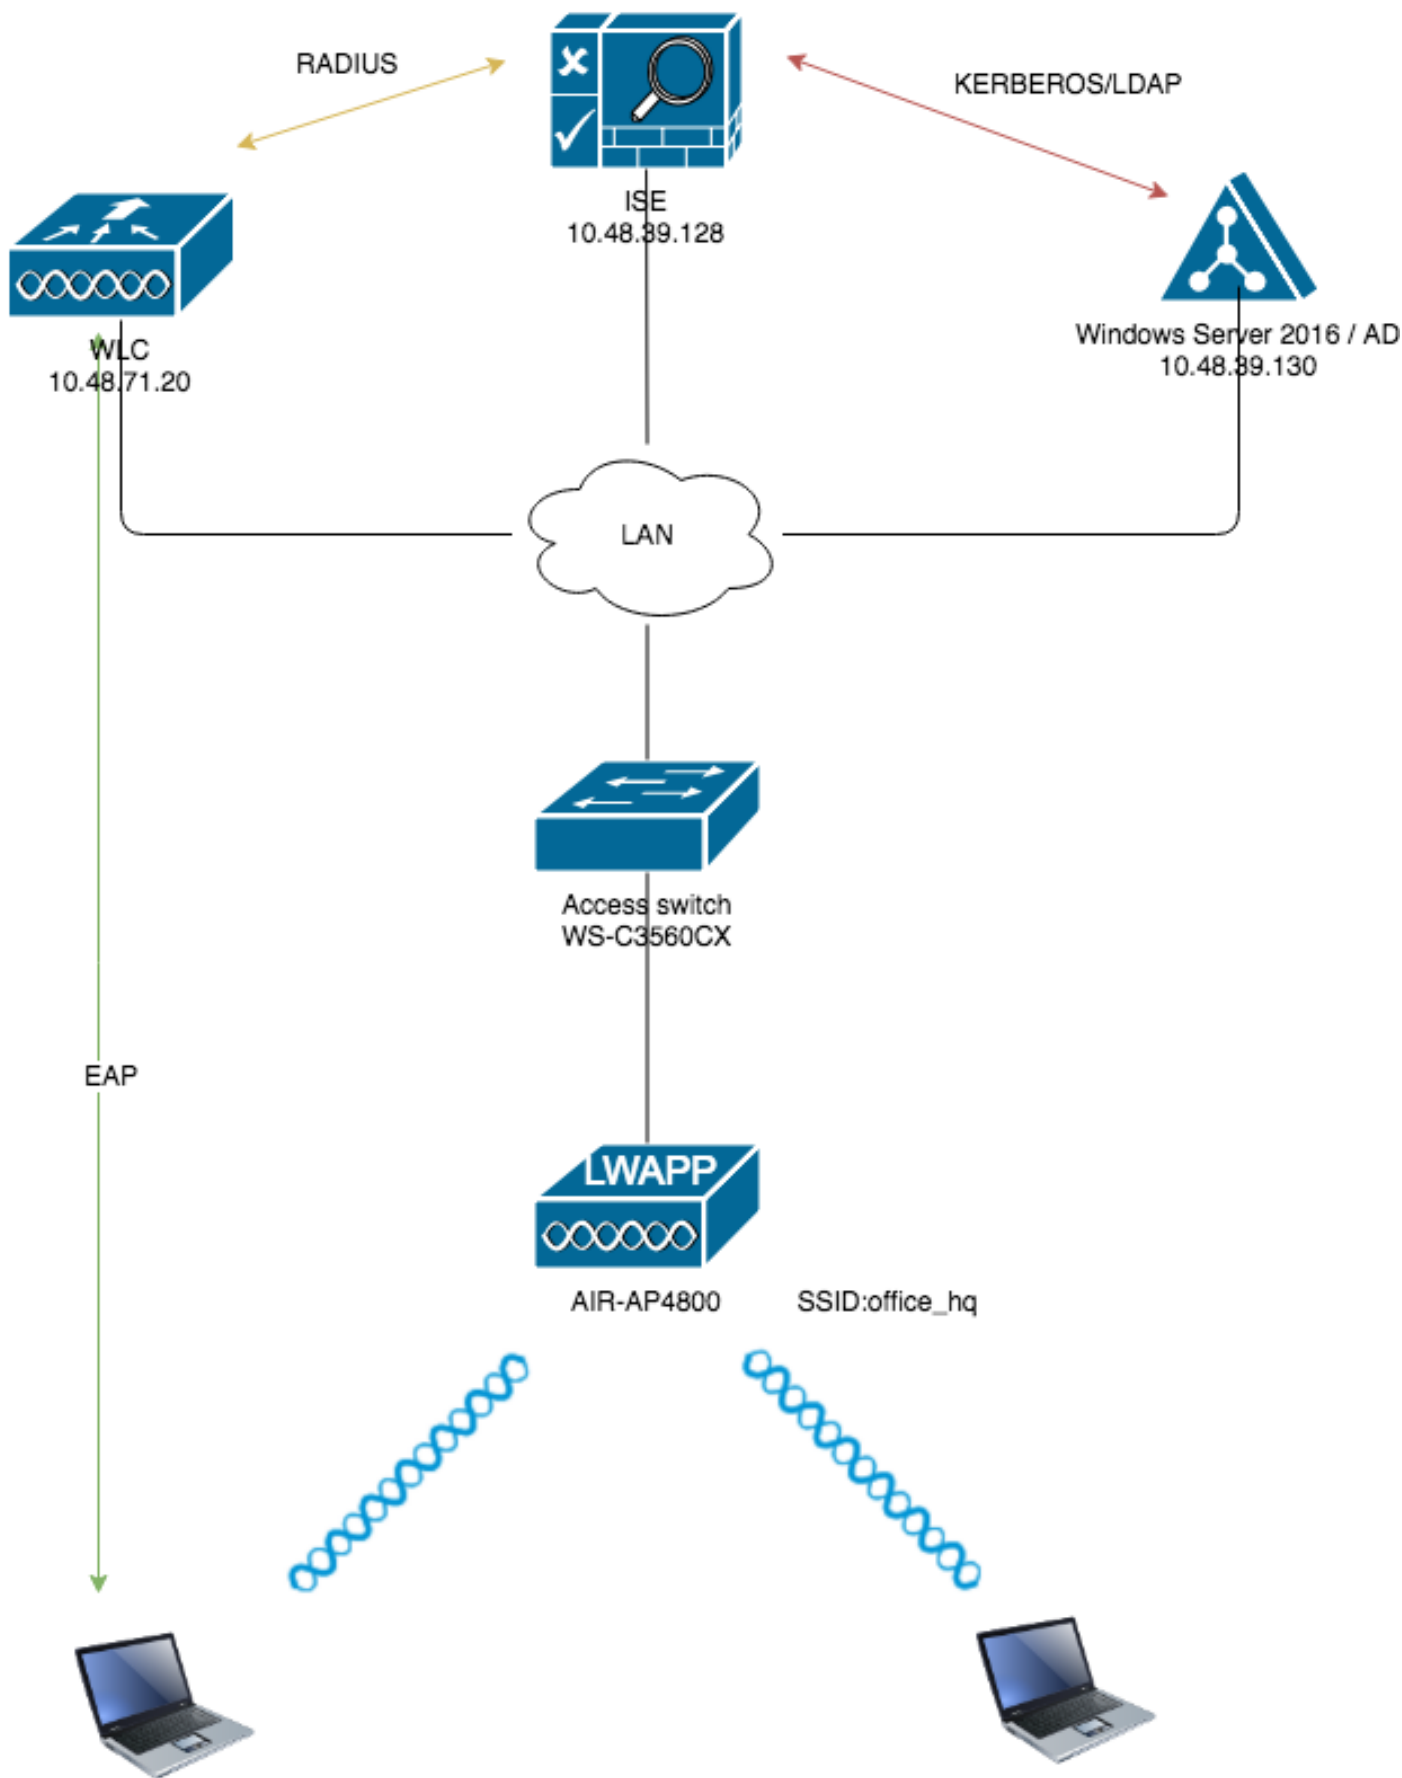 RADIUS
KERBEROS/LDAP
ISE
10.48.39.128
Windows Server 2016 / AD
10.48.39.130
WLC
10.48.71.20
LAN
Access switch
WS-C3560CX
EAP
LWAPP
AIR-AP4800
SSID:office_hq